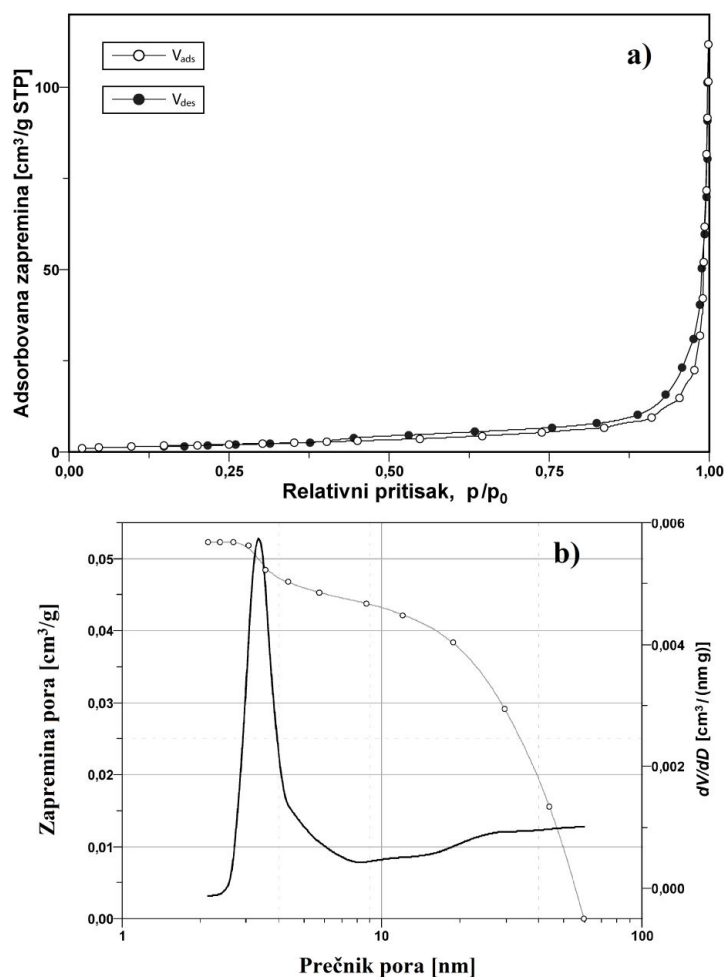 a)
V_ads
V_des
Adsorbovana zapremina [cm³/g STP]
100
50
0
0,00 0,25 0,50 0,75 1,00
Relativni pritisak, p/p₀
b)
Zapremina pora [cm³/g]
0,05
0,04
0,03
0,02
0,01
0,00
0,006
0,004
0,002
0,000
dV/dD [cm³/(nm g)]
1 10 100
Prečnik pora [nm]